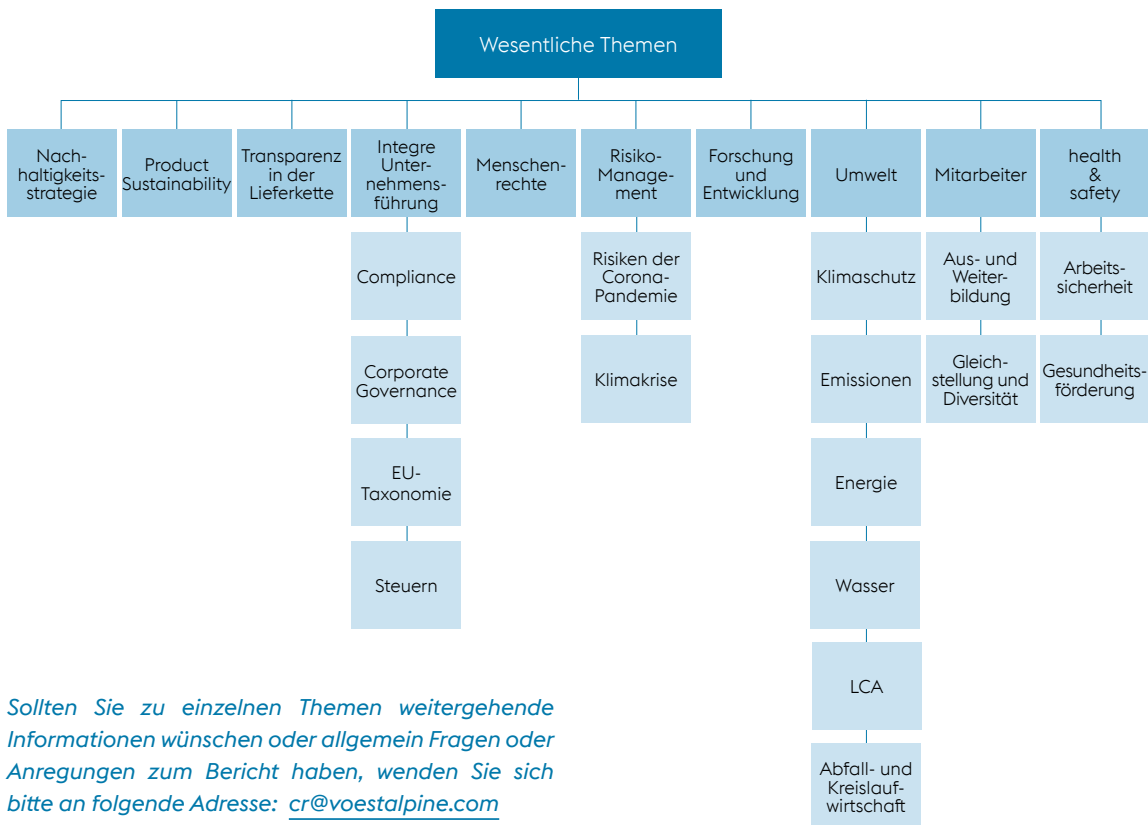 Wesentliche Themen
Nach-
haltigkeits-
strategie
Product
Sustainability
Transparenz
in der
Lieferkette
Integre
Unter-
nehmens-
führung
Menschen-
rechte
Risiko-
Manage-
ment
Forschung
und
Entwicklung
Umwelt
Mitarbeiter
health
&
safety
Compliance
Corporate
Governance
EU-
Taxonomie
Steuern
Risiken der
Corona-
Pandemie
Klimakrise
Klimaschutz
Emissionen
Energie
Wasser
LCA
Abfall- und
Kreislauf-
wirtschaft
Aus- und
Weiter-
bildung
Gleich-
stellung und
Diversität
Arbeits-
sicherheit
Gesundheits-
förderung
Sollten Sie zu einzelnen Themen weitergehende
Informationen wünschen oder allgemein Fragen oder
Anregungen zum Bericht haben, wenden Sie sich
bitte an folgende Adresse: cr@voestalpine.com